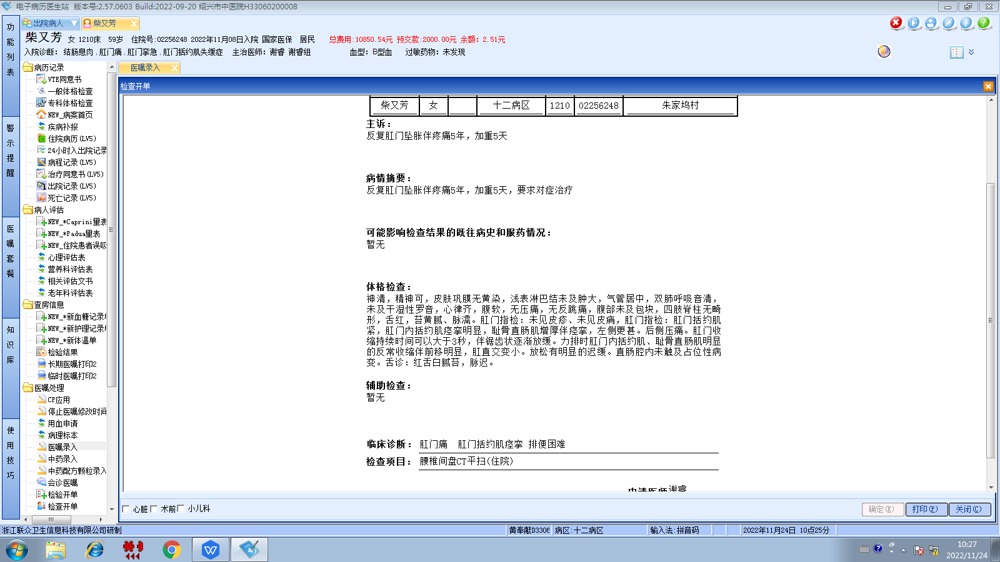 电子病历医生站 版本号:2.57.0603 Build:2022-09-20 绍兴市中医院H33060200008
出院病人
柴又芳
柴又芳 女 1210床 59岁 住院号:02256248 2022年11月08日入院 国家医保 居民 总费用:10850.54元 预交款:2000.00元 余额: 2.51元
入院诊断: 结肠息肉,肛门痛,肛门挛急,肛门括约肌失缓症 主治医师: 谢睿 谢睿组 血型: B型血 过敏药物: 未发现
功能列表
警示提醒
医嘱套餐
知识库
使用技巧
病历记录
VTE同意书
一般体格检查
专科体格检查
NEW_病案首页
疾病补报
住院病历(LV5)
24小时入出院记录
病程记录(LV5)
治疗同意书(LV5)
出院记录(LV5)
死亡记录(LV5)
病人评估
NEW_*Caprini量表
NEW_*Padua量表
NEW_住院患者误吸
心理评估表
营养科评估表
相关评估文书
老年科评估表
查房信息
NEW_*新血糖记录单
NEW_*新护理记录单
NEW_*新体温单
检验结果
长期医嘱打印2
临时医嘱打印2
医嘱处理
CP应用
停止医嘱修改时间
用血申请
病理标本
医嘱录入
中药录入
中药配方颗粒录入
会诊医嘱
检验开单
检查开单
医嘱录入
检查开单
柴又芳 女 十二病区 1210 02256248 朱家坞村
主诉:
反复肛门坠胀伴疼痛5年，加重5天
病情摘要:
反复肛门坠胀伴疼痛5年，加重5天，要求对症治疗
可能影响检查结果的既往病史和服药情况:
暂无
体格检查:
神清，精神可，皮肤巩膜无黄染，浅表淋巴结未及肿大，气管居中，双肺呼吸音清，
未及干湿性罗音，心律齐，腹软，无压痛，无反跳痛，腹部未及包块，四肢脊柱无畸
形，舌红，苔黄腻、脉濡。肛门指检：未见皮疹、未见皮痈，肛门指检：肛门括约肌
紧，肛门内括约肌痉挛明显，耻骨直肠肌增厚伴痉挛，左侧更甚。后侧压痛。肛门收
缩持续时间可以大于3秒，伴锯齿状逐渐放缓。力排时肛门内括约肌、耻骨直肠肌明显
的反常收缩伴前移明显，肛直交变小。放松有明显的迟缓。直肠腔内未触及占位性病
变。舌诊：红舌白腻苔，脉迟。
辅助检查:
暂无
临床诊断: 肛门痛 肛门括约肌痉挛 排便困难
检查项目: 腰椎间盘CT平扫(住院)
申请医师 谢睿
心脏 术前 小儿科
确定(E) 打印(P) 关闭(C)
浙江联众卫生信息科技有限公司研制 黄奉献D3306 病区:十二病区 输入法:拼音码 2022年11月24日 10点25分
10:27
2022/11/24